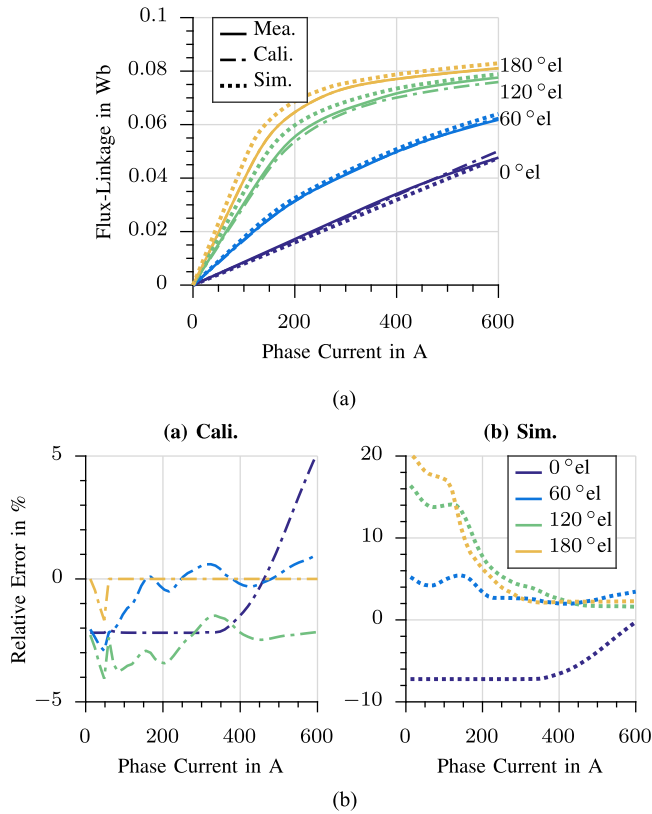 0.1
0.08
0.06
0.04
0.02
0
Flux-Linkage in Wb
Mea.
Cali.
Sim.
180 °el
120 °el
60 °el
0 °el
0 200 400 600
Phase Current in A
(a)
(a) Cali.
(b) Sim.
5
0
−5
Relative Error in %
0 200 400 600
Phase Current in A
20
10
0
−10
0 °el
60 °el
120 °el
180 °el
0 200 400 600
Phase Current in A
(b)